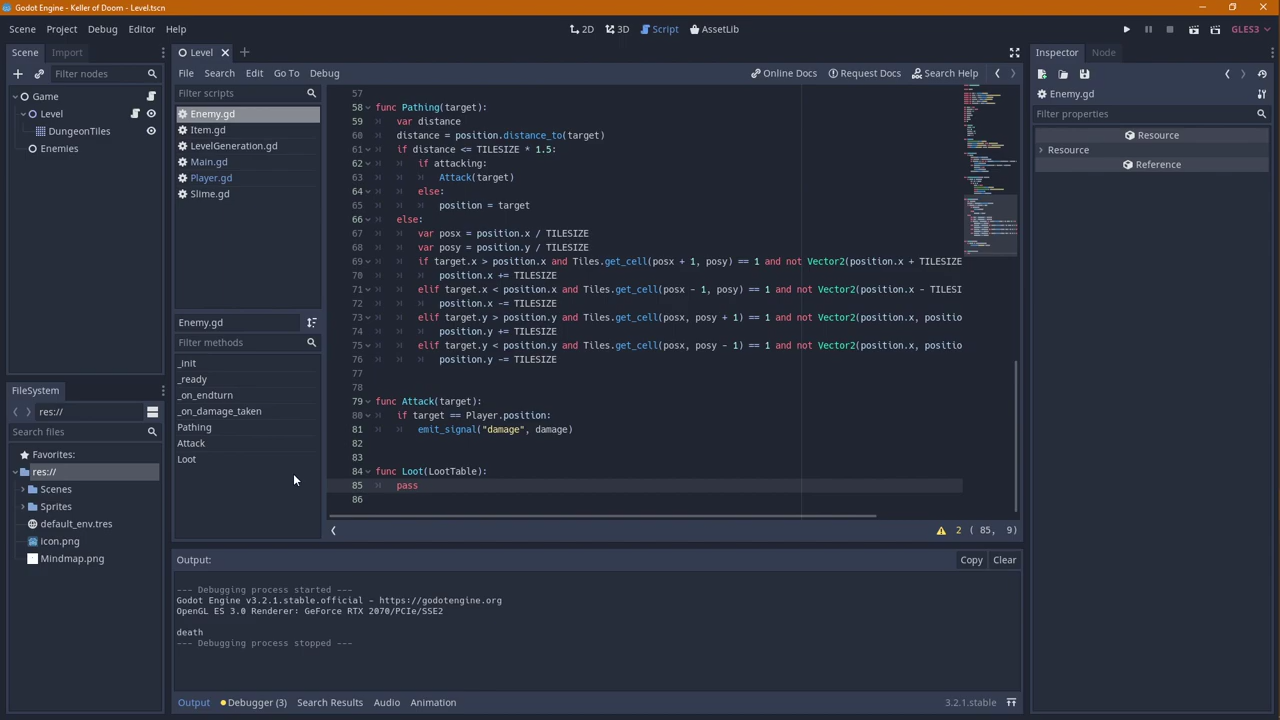 Godot Engine - Keller of Doom - Level.tscn
Scene Project Debug Editor Help
2D 3D Script AssetLib
GLES3
Scene Import
Filter nodes
Game
Level
DungeonTiles
Enemies
FileSystem
res://
Search files
Favorites:
res://
Scenes
Sprites
default_env.tres
icon.png
Mindmap.png
Level
File Search Edit Go To Debug
Online Docs Request Docs Search Help
Filter scripts
Enemy.gd
Item.gd
LevelGeneration.gd
Main.gd
Player.gd
Slime.gd
Enemy.gd
Filter methods
_init
_ready
_on_endturn
_on_damage_taken
Pathing
Attack
Loot
57
58 func Pathing(target):
59 var distance
60 distance = position.distance_to(target)
61 if distance <= TILESIZE * 1.5:
62 if attacking:
63 Attack(target)
64 else:
65 position = target
66 else:
67 var posx = position.x / TILESIZE
68 var posy = position.y / TILESIZE
69 if target.x > position.x and Tiles.get_cell(posx + 1, posy) == 1 and not Vector2(position.x + TILESIZE
70 position.x += TILESIZE
71 elif target.x < position.x and Tiles.get_cell(posx - 1, posy) == 1 and not Vector2(position.x - TILESI
72 position.x -= TILESIZE
73 elif target.y > position.y and Tiles.get_cell(posx, posy + 1) == 1 and not Vector2(position.x, positio
74 position.y += TILESIZE
75 elif target.y < position.y and Tiles.get_cell(posx, posy - 1) == 1 and not Vector2(position.x, positio
76 position.y -= TILESIZE
77
78
79 func Attack(target):
80 if target == Player.position:
81 emit_signal("damage", damage)
82
83
84 func Loot(LootTable):
85 pass
86
2 ( 85, 9)
Output:
Copy Clear
--- Debugging process started ---
Godot Engine v3.2.1.stable.official - https://godotengine.org
OpenGL ES 3.0 Renderer: GeForce RTX 2070/PCIe/SSE2
death
--- Debugging process stopped ---
Output Debugger (3) Search Results Audio Animation
3.2.1.stable
Inspector Node
Enemy.gd
Filter properties
Resource
Resource
Reference